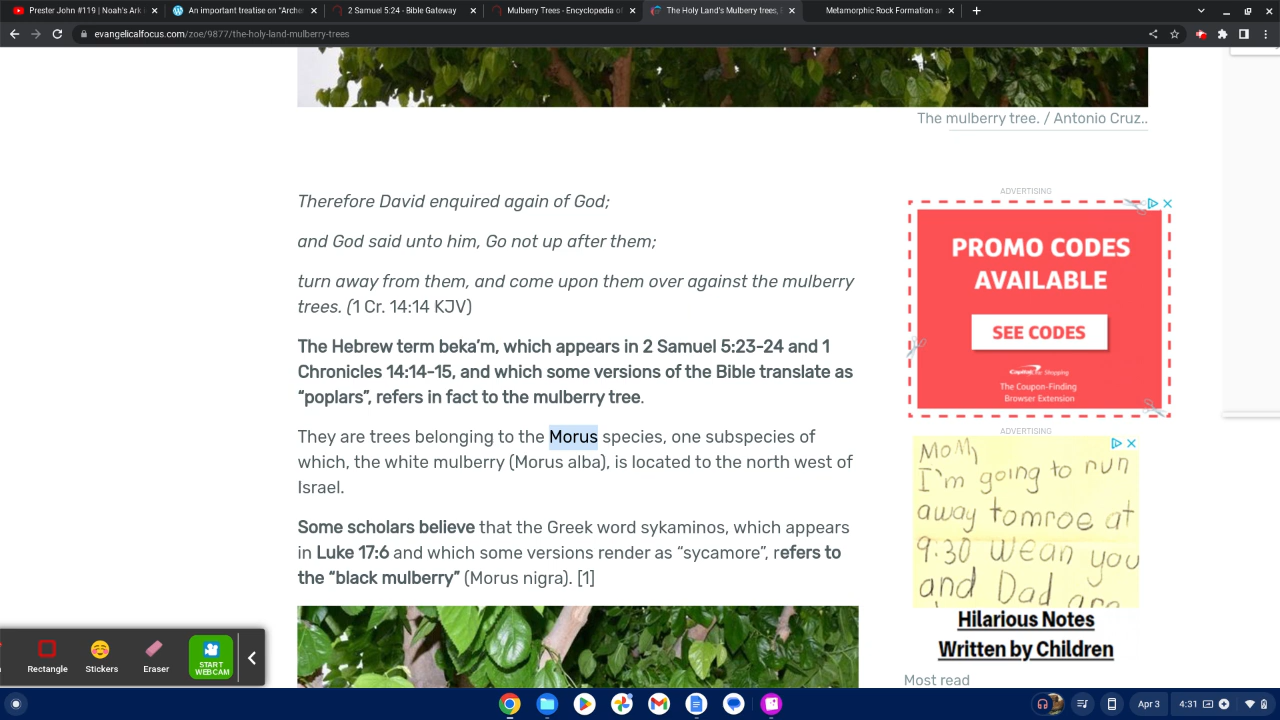 Prester John #119 | Noah's Ark
An important treatise on "Archer
2 Samuel 5:24 - Bible Gateway
Mulberry Trees - Encyclopedia of
The Holy Land's Mulberry Trees, E
Metamorphic Rock Formation an
evangelicalfocus.com/zoe/9877/the-holy-land-mulberry-trees
The mulberry tree. / Antonio Cruz..
Therefore David enquired again of God;
and God said unto him, Go not up after them;
turn away from them, and come upon them over against the mulberry
trees. (1 Cr. 14:14 KJV)
The Hebrew term beka'm, which appears in 2 Samuel 5:23-24 and 1
Chronicles 14:14-15, and which some versions of the Bible translate as
“poplars”, refers in fact to the mulberry tree.
They are trees belonging to the Morus species, one subspecies of
which, the white mulberry (Morus alba), is located to the north west of
Israel.
Some scholars believe that the Greek word sykaminos, which appears
in Luke 17:6 and which some versions render as “sycamore”, refers to
the “black mulberry” (Morus nigra). [1]
ADVERTISING
PROMO CODES
AVAILABLE
SEE CODES
Capital One Shopping
The Coupon-Finding
Browser Extension
ADVERTISING
MoM,
I'm going to run
away tomroe at
9:30 wean you
and Dad are
Hilarious Notes
Written by Children
Most read
Rectangle
Stickers
Eraser
START
WEBCAM
Apr 3
4:31